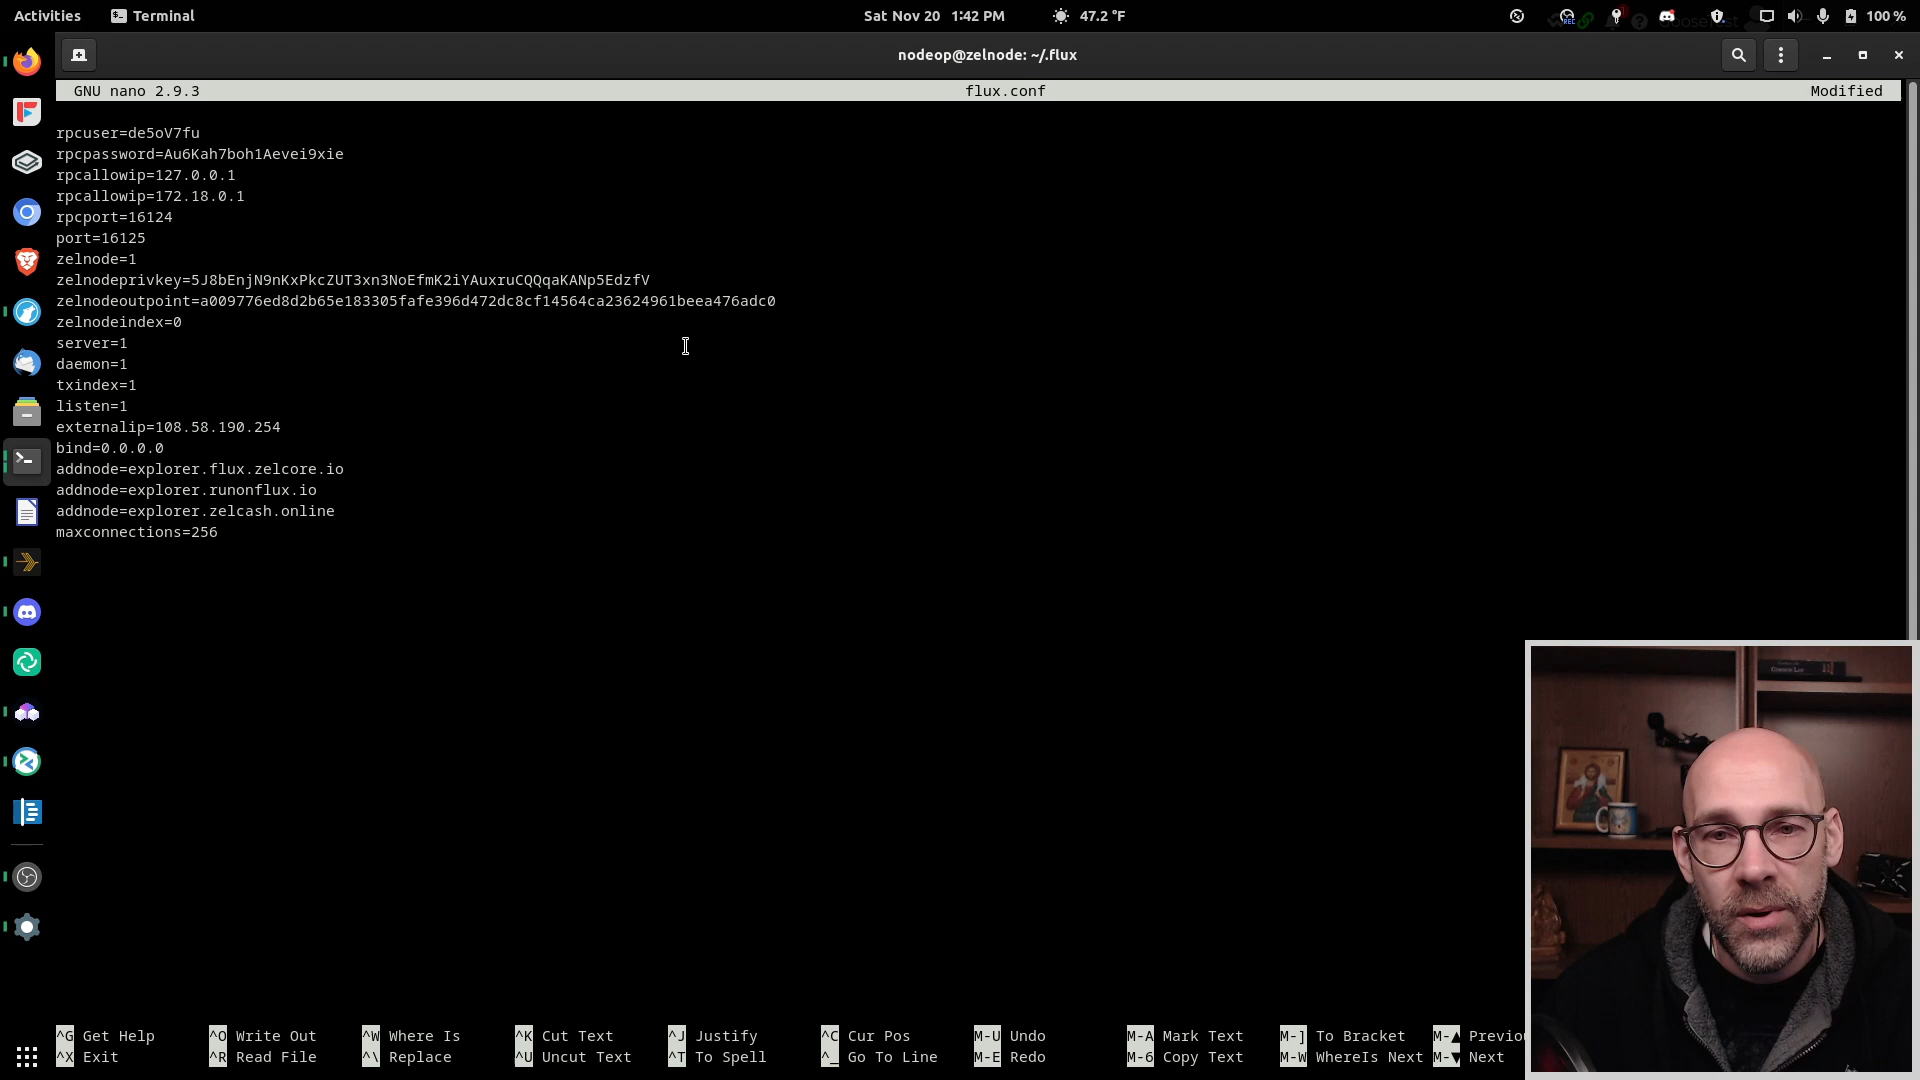 Activities Terminal Sat Nov 20 1:42 PM 47.2 °F 100 %
nodeop@zelnode: ~/.flux
GNU nano 2.9.3 flux.conf Modified
rpcuser=de5oV7fu
rpcpassword=Au6Kah7boh1Aevei9xie
rpcallowip=127.0.0.1
rpcallowip=172.18.0.1
rpcport=16124
port=16125
zelnode=1
zelnodeprivkey=5J8bEnjN9nKxPkcZUT3xn3NoEfmK2iYAuxruCQQqaKANp5EdzfV
zelnodeoutpoint=a009776ed8d2b65e183305fafe396d472dc8cf14564ca23624961beea476adc0
zelnodeindex=0
server=1
daemon=1
txindex=1
listen=1
externalip=108.58.190.254
bind=0.0.0.0
addnode=explorer.flux.zelcore.io
addnode=explorer.runonflux.io
addnode=explorer.zelcash.online
maxconnections=256
^G Get Help ^O Write Out ^W Where Is ^K Cut Text ^J Justify ^C Cur Pos M-U Undo M-A Mark Text M-] To Bracket M-▲ Previou
^X Exit ^R Read File ^\ Replace ^U Uncut Text ^T To Spell ^_ Go To Line M-E Redo M-6 Copy Text M-W WhereIs Next M-▼ Next